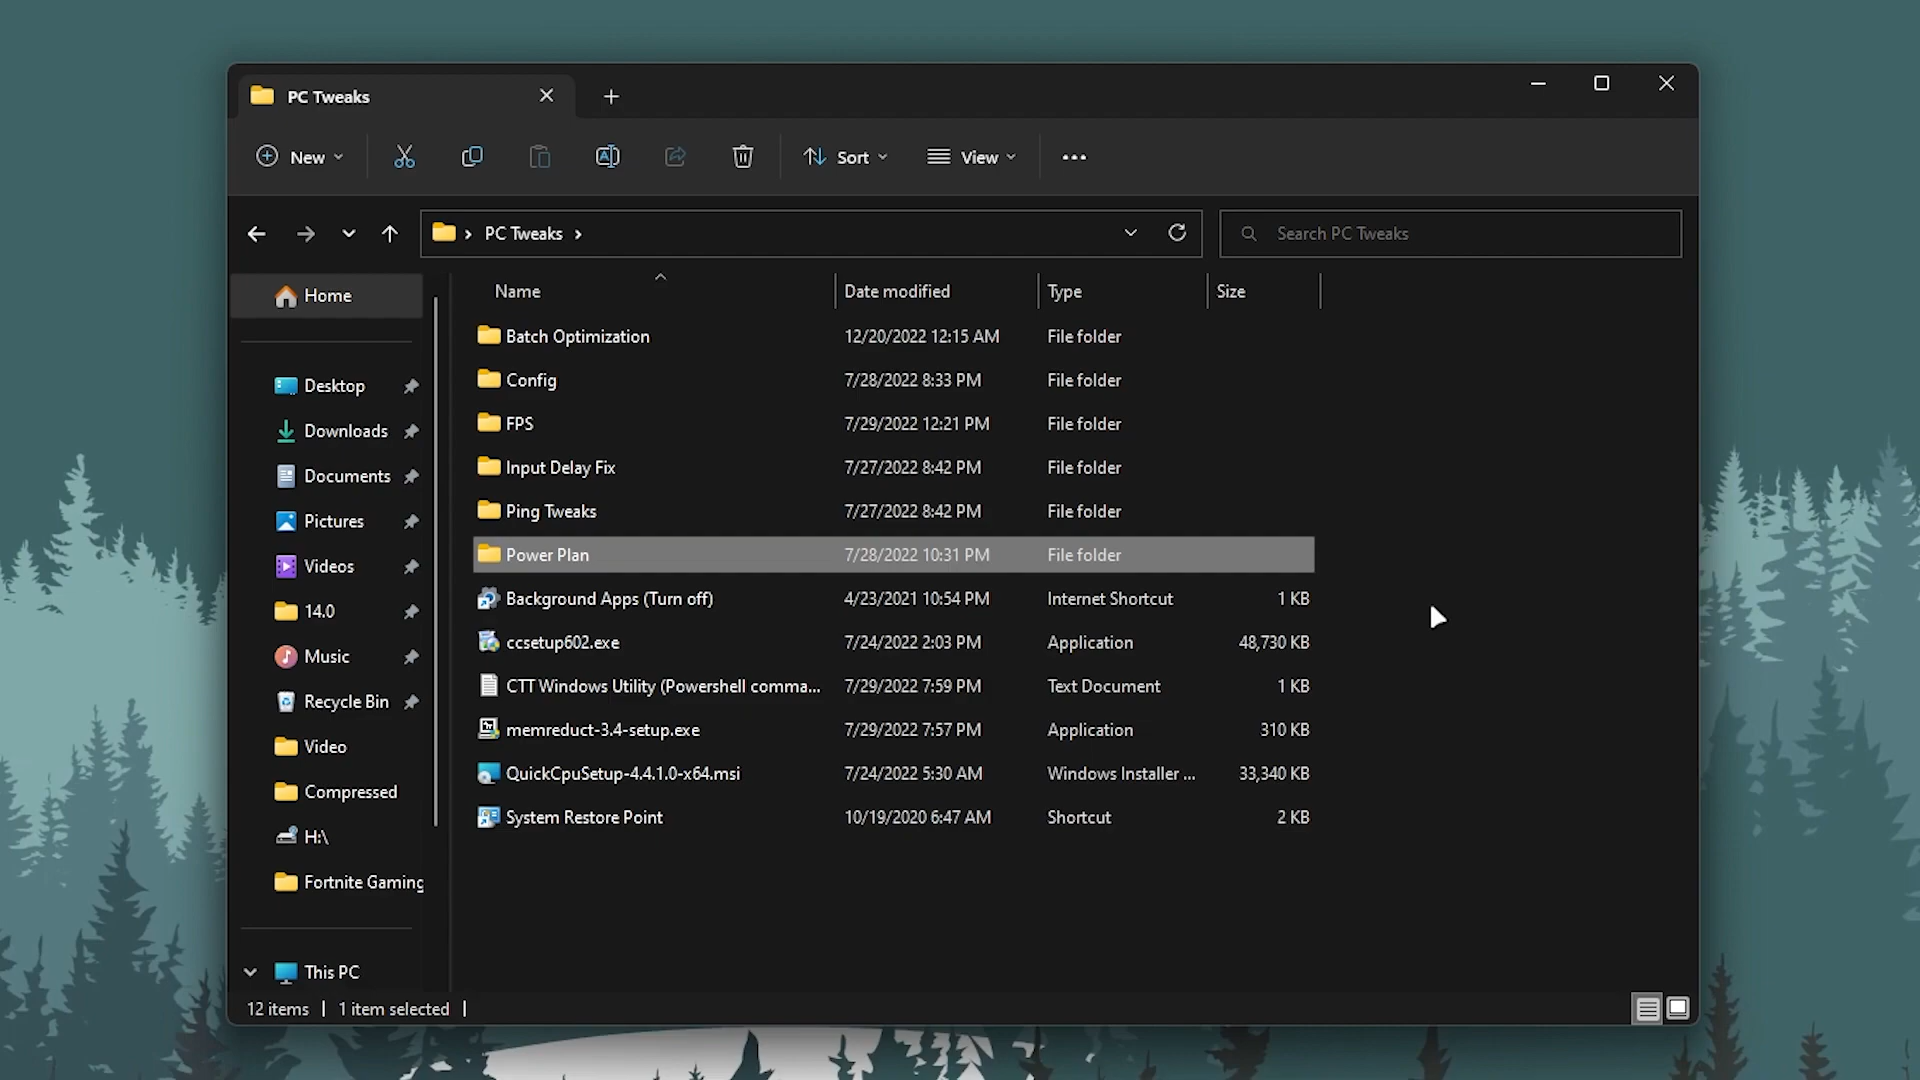 PC Tweaks
New
Sort
View
PC Tweaks
Search PC Tweaks
Home
Desktop
Downloads
Documents
Pictures
Videos
14.0
Music
Recycle Bin
Video
Compressed
H:\
Fortnite Gaming
This PC
Name Date modified Type Size
Batch Optimization 12/20/2022 12:15 AM File folder
Config 7/28/2022 8:33 PM File folder
FPS 7/29/2022 12:21 PM File folder
Input Delay Fix 7/27/2022 8:42 PM File folder
Ping Tweaks 7/27/2022 8:42 PM File folder
Power Plan 7/28/2022 10:31 PM File folder
Background Apps (Turn off) 4/23/2021 10:54 PM Internet Shortcut 1 KB
ccsetup602.exe 7/24/2022 2:03 PM Application 48,730 KB
CTT Windows Utility (Powershell comma... 7/29/2022 7:59 PM Text Document 1 KB
memreduct-3.4-setup.exe 7/29/2022 7:57 PM Application 310 KB
QuickCpuSetup-4.4.1.0-x64.msi 7/24/2022 5:30 AM Windows Installer ... 33,340 KB
System Restore Point 10/19/2020 6:47 AM Shortcut 2 KB
12 items 1 item selected